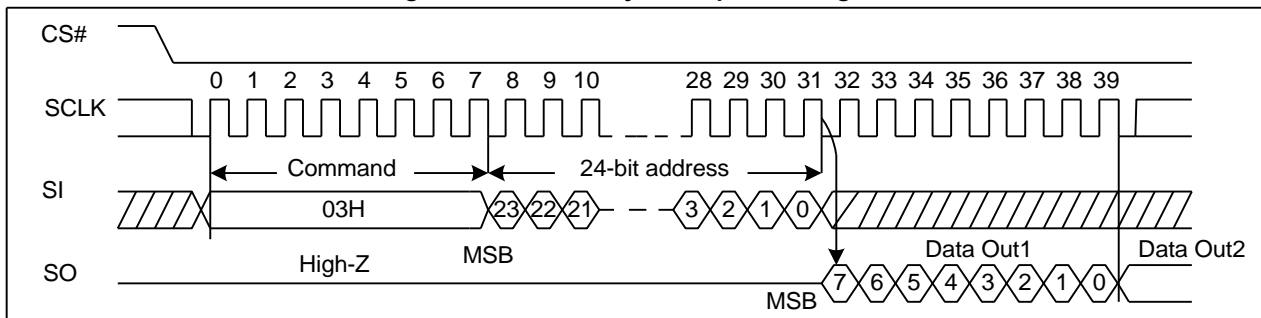 CS#
0 1 2 3 4 5 6 7 8 9 10 28 29 30 31 32 33 34 35 36 37 38 39
SCLK
Command 24-bit address
SI
03H 23 22 21 3 2 1 0
MSB Data Out1 Data Out2
High-Z
SO
7 6 5 4 3 2 1 0
MSB